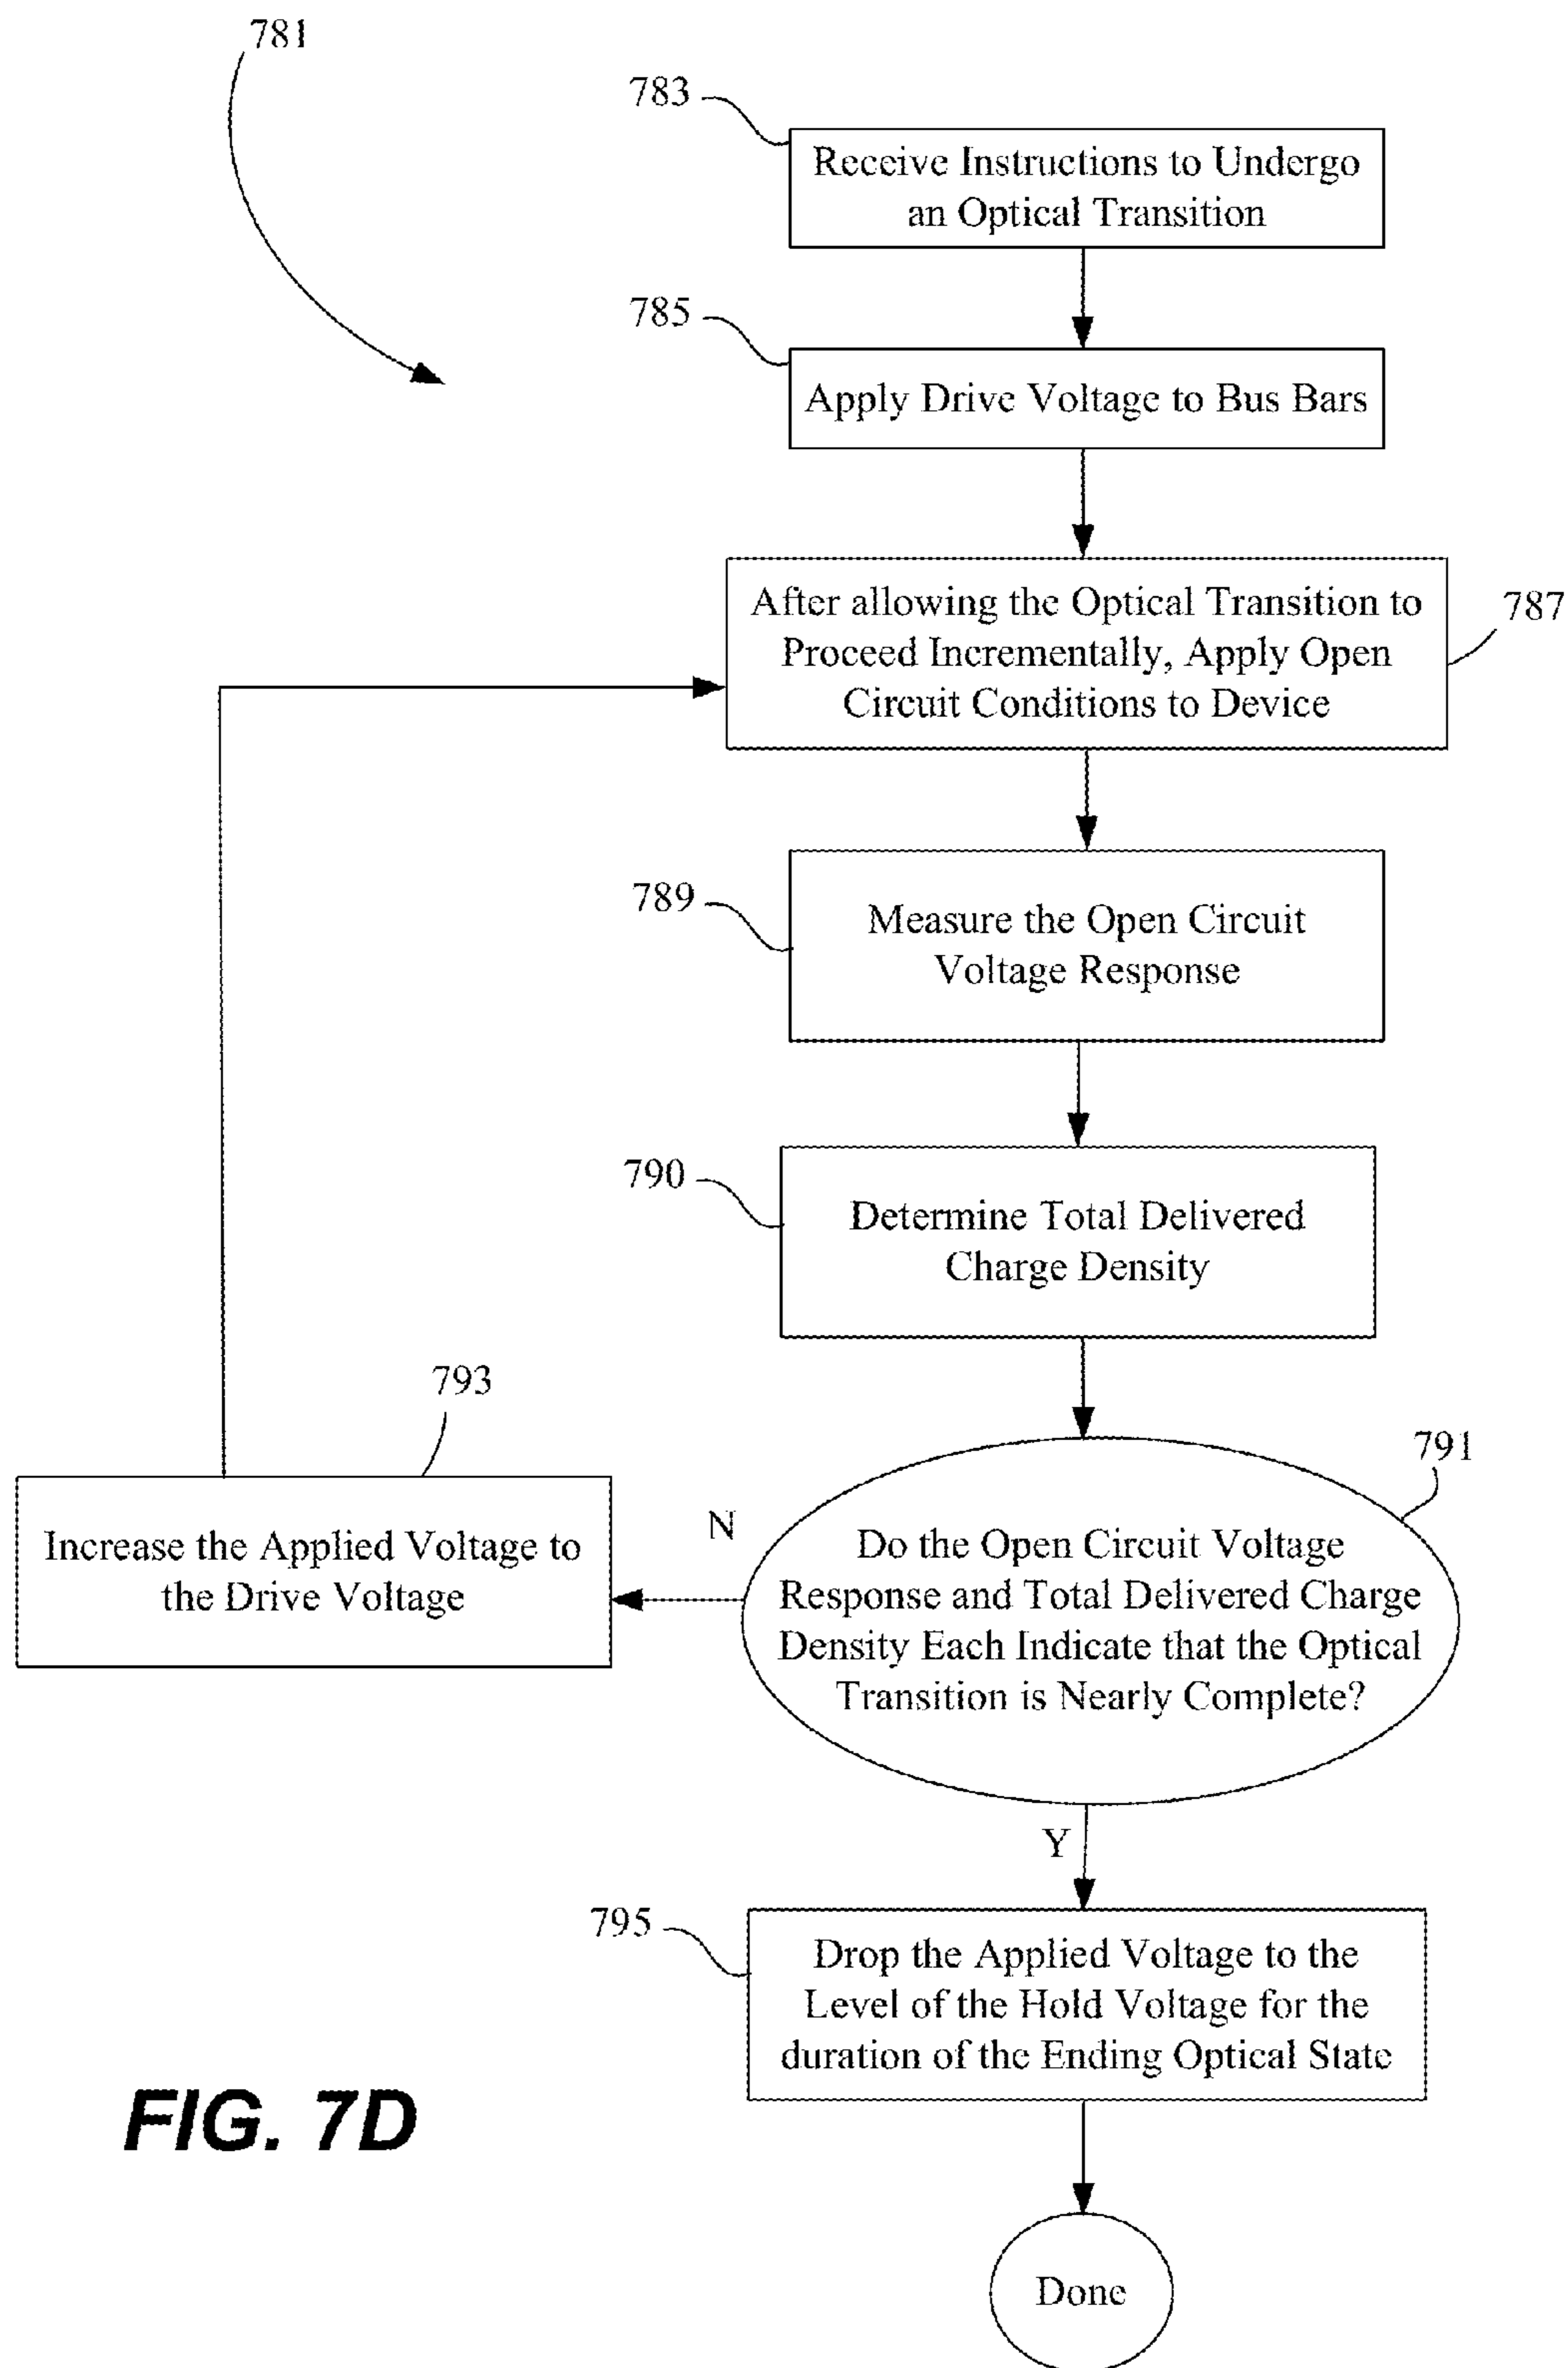 781
783
Receive Instructions to Undergo
an Optical Transition
785
Apply Drive Voltage to Bus Bars
After allowing the Optical Transition to
Proceed Incrementally, Apply Open
Circuit Conditions to Device
787
789
Measure the Open Circuit
Voltage Response
790
Determine Total Delivered
Charge Density
793
Increase the Applied Voltage to
the Drive Voltage
N
791
Do the Open Circuit Voltage
Response and Total Delivered Charge
Density Each Indicate that the Optical
Transition is Nearly Complete?
Y
795
Drop the Applied Voltage to the
Level of the Hold Voltage for the
duration of the Ending Optical State
FIG. 7D
Done